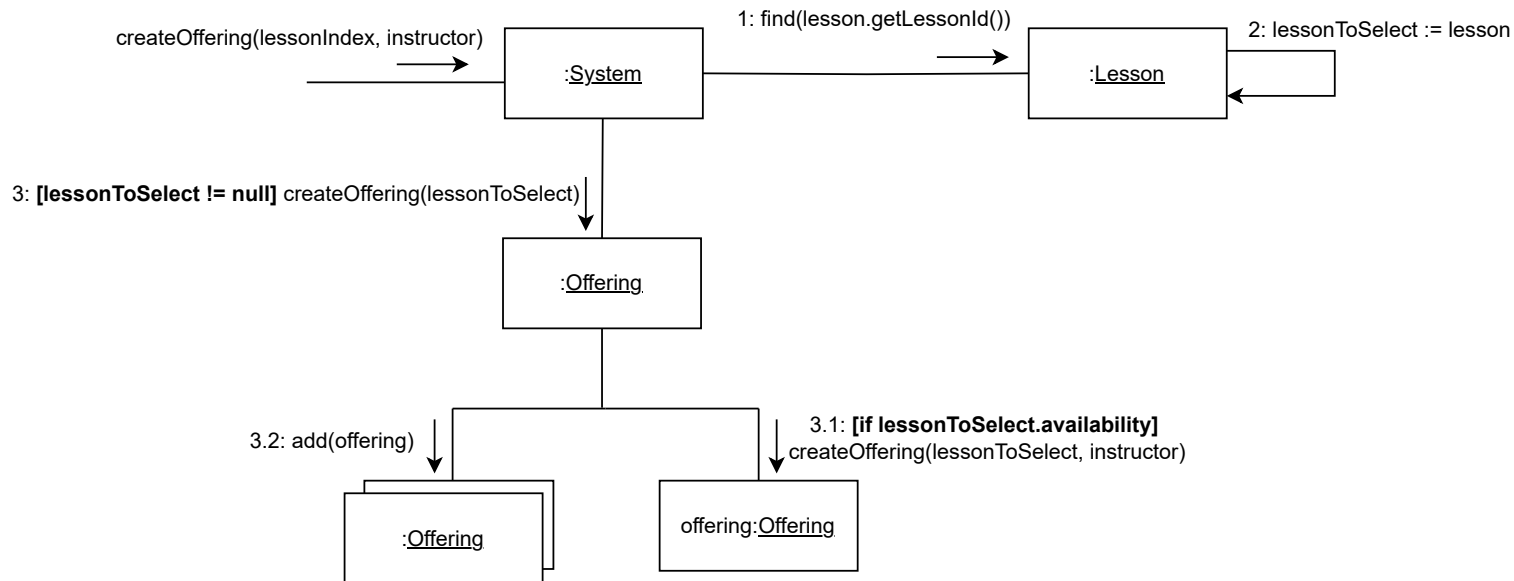 1: find(lesson.getLessonId())
createOffering(lessonIndex, instructor)
2: lessonToSelect := lesson
:System
:Lesson
3: [lessonToSelect != null] createOffering(lessonToSelect)
:Offering
3.2: add(offering)
3.1: [if lessonToSelect.availability]
createOffering(lessonToSelect, instructor)
:Offering
offering:Offering